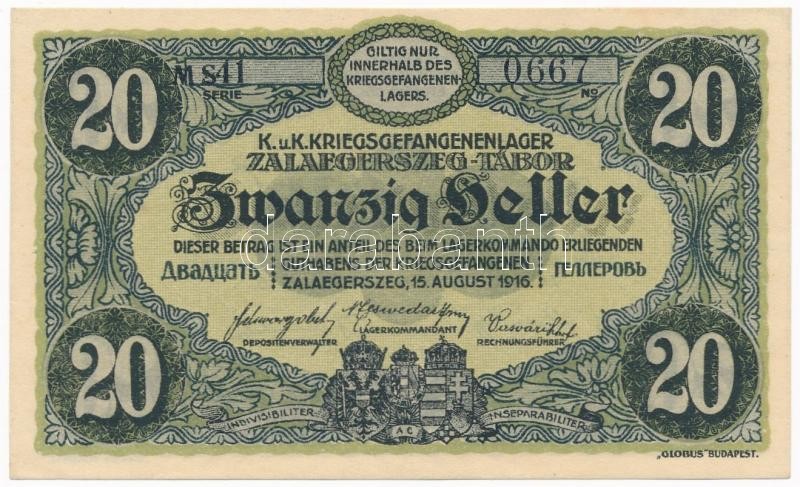 20 20
M S41
SERIE
GILTIG NUR
INNERHALB DES
KRIEGSGEFANGENEN-
LAGERS.
0667
No
K.u.K. KRIEGSGEFANGENENLAGER
ZALAEGERSZEG-TÁBOR
Zwanzig Heller
DIESER BETRAG IST EIN ANTEIL DES BEIM LAGERKOMMANDO ERLIEGENDEN
Двадцать GUTHABENS DER KRIEGSGEFANGENEN. Геллеровъ
ZALAEGERSZEG, 15. AUGUST 1916.
darabanth
DEPOSITENVERWALTER LAGERKOMMANDANT RECHNUNGSFÜHRER
20 20
INDIVISIBILITER AC INSEPARABILITER
„GLOBUS" BUDAPEST.